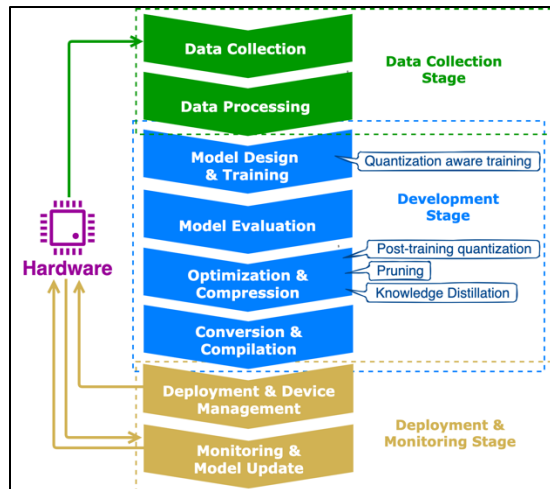 Data Collection
Data Collection
Stage
Data Processing
Model Design
& Training
Quantization aware training
Development
Stage
Model Evaluation
Post-training quantization
Hardware
Optimization &
Compression
Pruning
Knowledge Distillation
Conversion &
Compilation
Deployment & Device
Management
Deployment &
Monitoring Stage
Monitoring &
Model Update